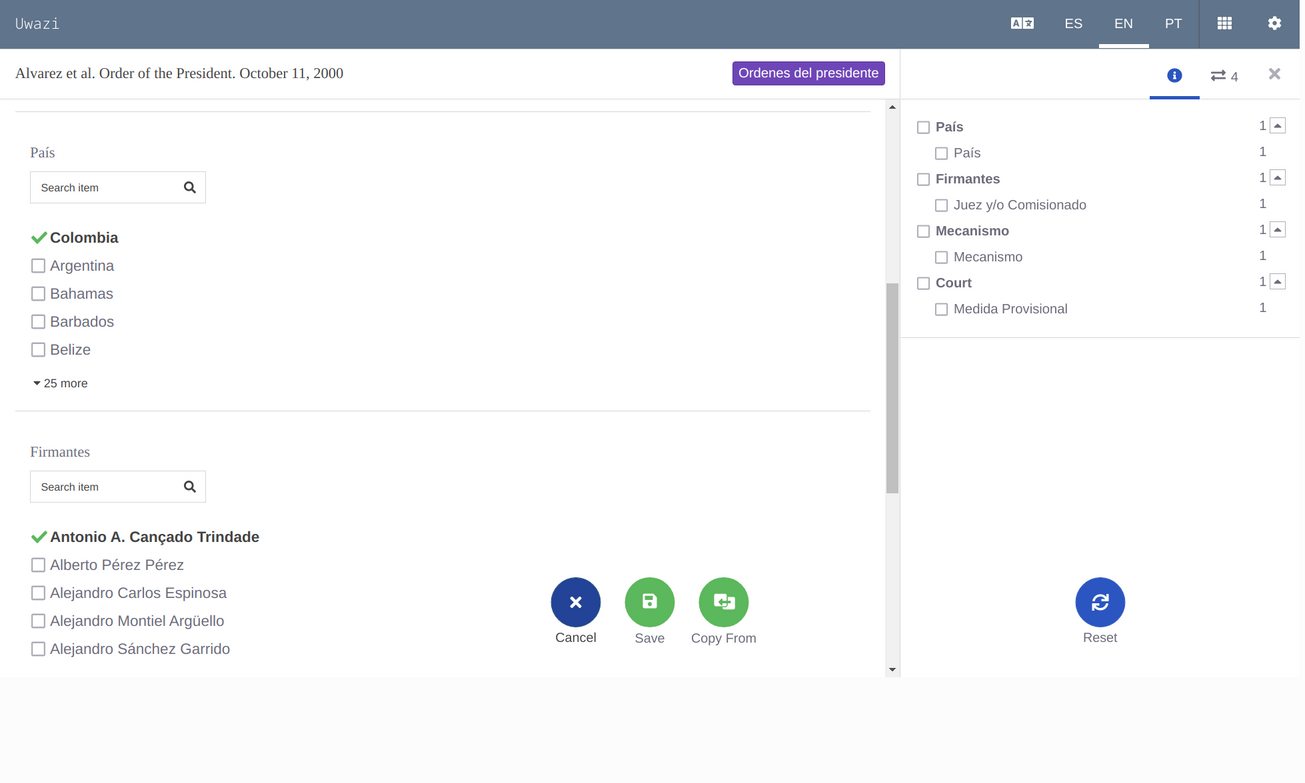 Uwazi
ES EN PT
Alvarez et al. Order of the President. October 11, 2000
Ordenes del presidente
4
País
Search item
Colombia
Argentina
Bahamas
Barbados
Belize
25 more
Firmantes
Search item
Antonio A. Cançado Trindade
Alberto Pérez Pérez
Alejandro Carlos Espinosa
Alejandro Montiel Argüello
Alejandro Sánchez Garrido
Cancel
Save
Copy From
País 1
País 1
Firmantes 1
Juez y/o Comisionado 1
Mecanismo 1
Mecanismo 1
Court 1
Medida Provisional 1
Reset